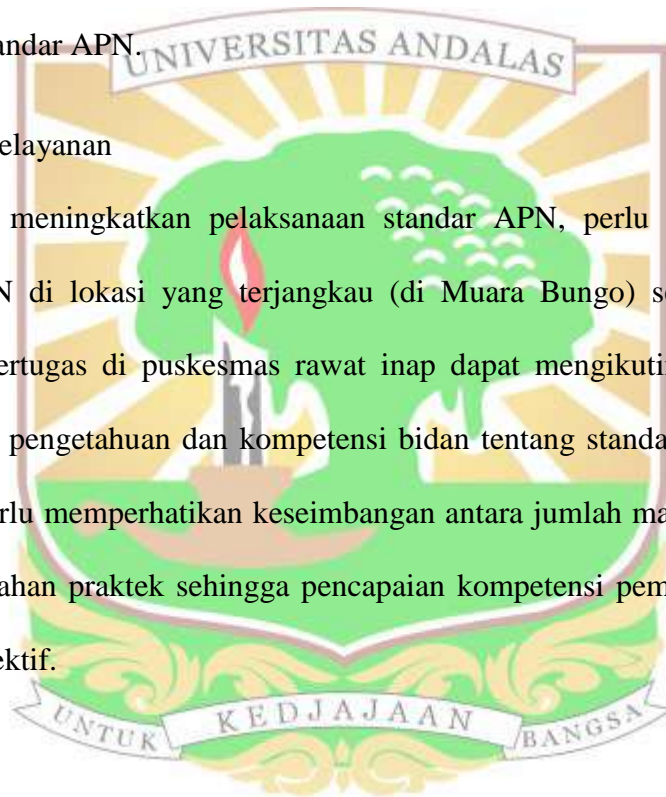 andar APN.
UNIVERSITAS ANDALAS
elayanan
meningkatkan pelaksanaan standar APN, perlu
N di lokasi yang terjangkau (di Muara Bungo) se
ertugas di puskesmas rawat inap dapat mengikuti
pengetahuan dan kompetensi bidan tentang standa
rlu memperhatikan keseimbangan antara jumlah ma
ahan praktek sehingga pencapaian kompetensi pem
ektif.
UNTUK KEDJAJAAN BANGSA